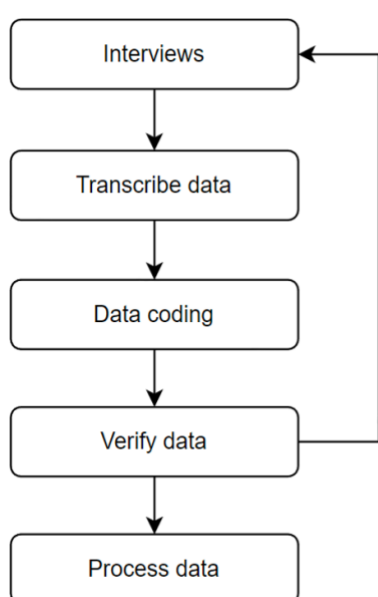 Interviews
Transcribe data
Data coding
Verify data
Process data